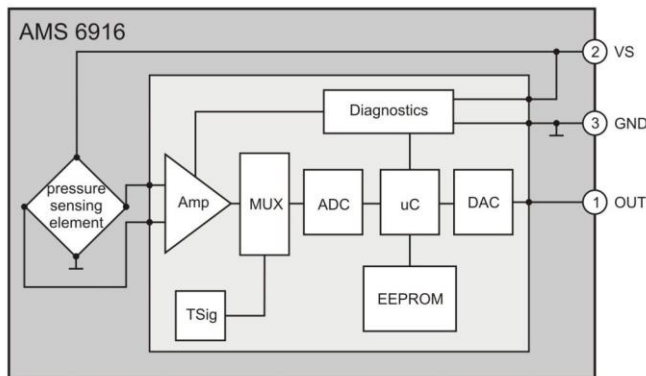 AMS 6916
2 VS
Diagnostics
3 GND
pressure
sensing
element
Amp
MUX
ADC
uC
DAC
1 OUT
TSig
EEPROM